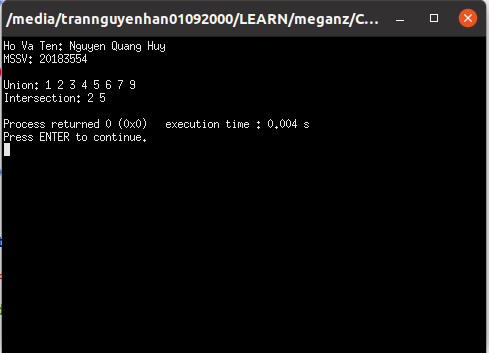 /media/trannguyenhan01092000/LEARN/meganz/C...
Ho Va Ten: Nguyen Quang Huy
MSSV: 20183554
Union: 1 2 3 4 5 6 7 9
Intersection: 2 5
Process returned 0 (0x0)   execution time : 0.004 s
Press ENTER to continue.